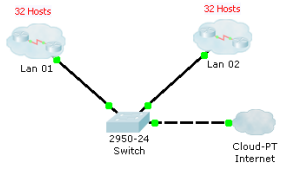 32 Hosts
32 Hosts
Lan 01
Lan 02
2950-24
Switch
Cloud-PT
Internet